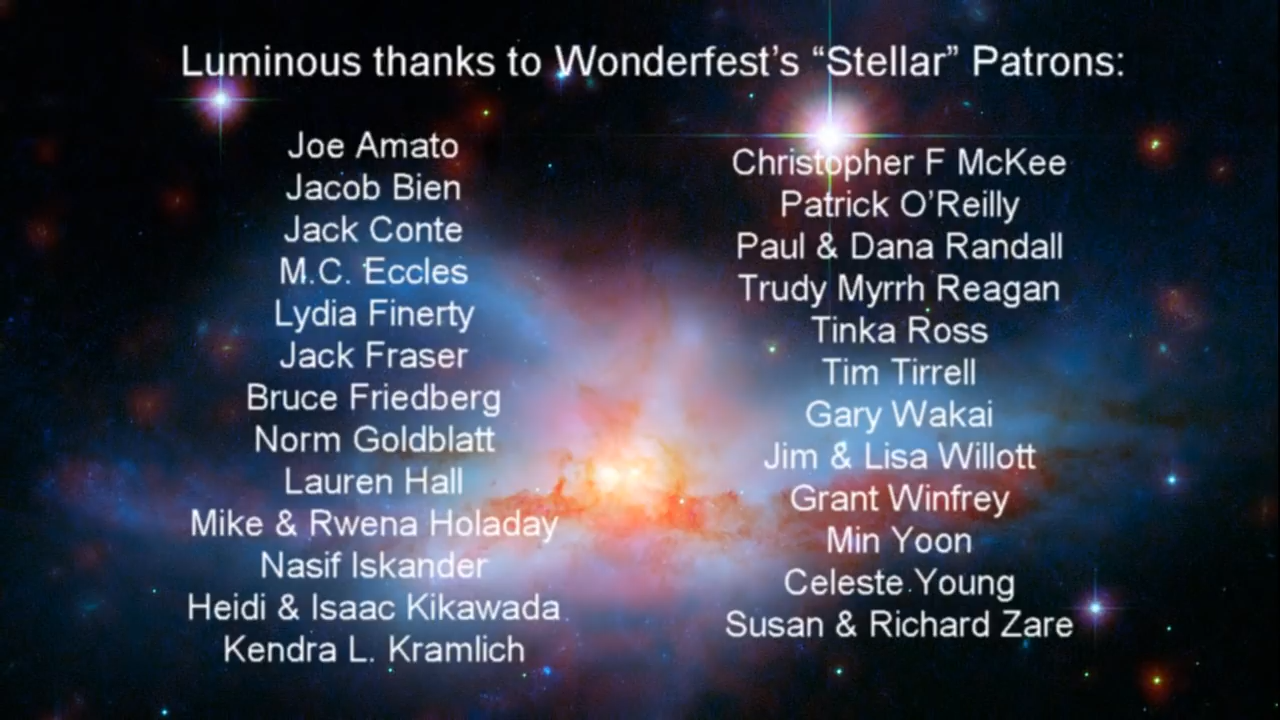 Luminous thanks to Wonderfest’s “Stellar” Patrons:
Joe Amato
Jacob Bien
Jack Conte
M.C. Eccles
Lydia Finerty
Jack Fraser
Bruce Friedberg
Norm Goldblatt
Lauren Hall
Mike & Rwena Holaday
Nasif Iskander
Heidi & Isaac Kikawada
Kendra L. Kramlich
Christopher F McKee
Patrick O’Reilly
Paul & Dana Randall
Trudy Myrrh Reagan
Tinka Ross
Tim Tirrell
Gary Wakai
Jim & Lisa Willott
Grant Winfrey
Min Yoon
Celeste Young
Susan & Richard Zare